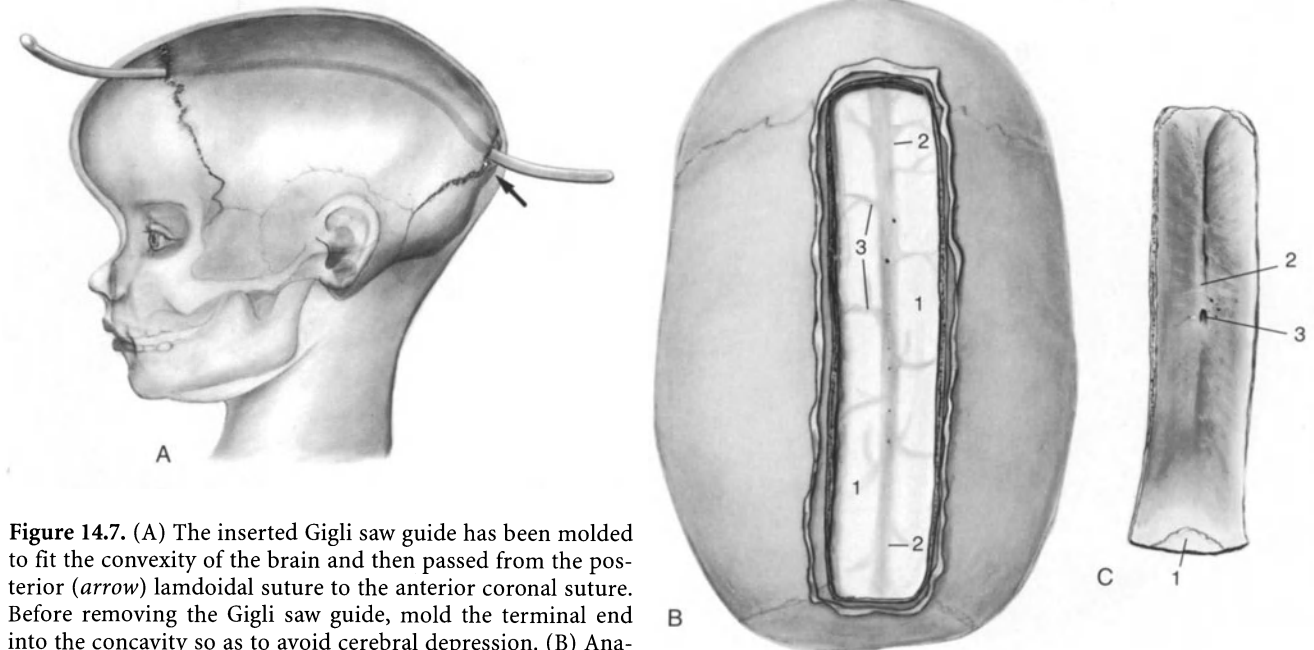 2
3
1
1
2
2
3
1
A
B
C
Figure 14.7. (A) The inserted Gigli saw guide has been molded
to fit the convexity of the brain and then passed from the pos-
terior (arrow) lamdoidal suture to the anterior coronal suture.
Before removing the Gigli saw guide, mold the terminal end
into the concavity so as to avoid cerebral depression. (B) Ana-